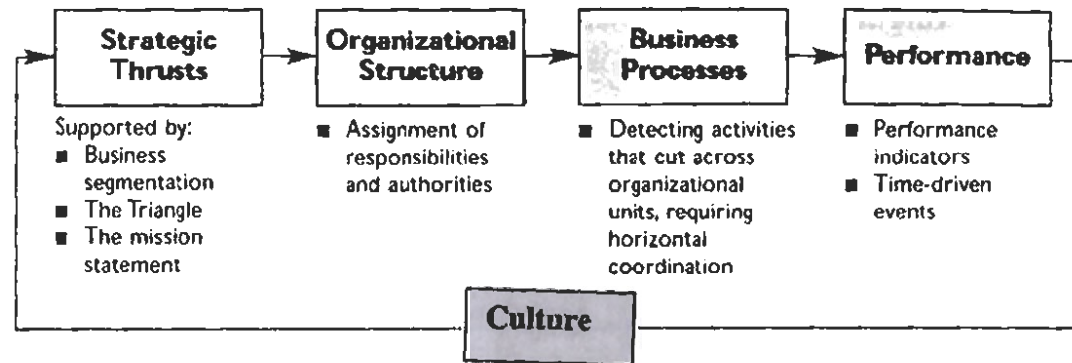 Strategic
Thrusts
Supported by:
■ Business
segmentation
■ The Triangle
■ The mission
statement
Organizational
Structure
■ Assignment of
responsibilities
and authorities
Business
Processes
■ Detecting activities
that cut across
organizational
units, requiring
horizontal
coordination
Performance
■ Performance
indicators
■ Time-driven
events
Culture